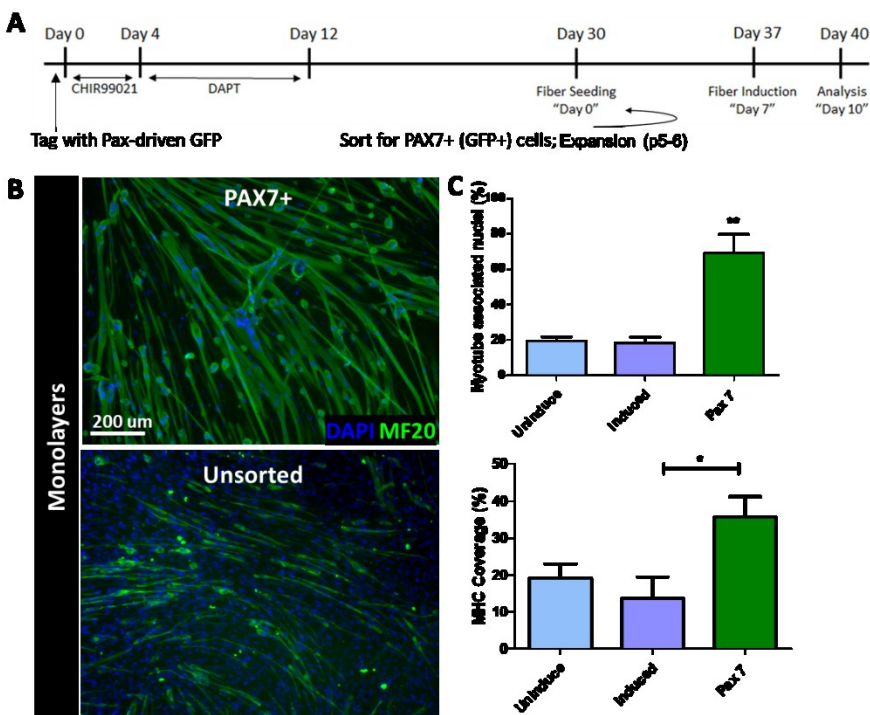 A
Day 0 Day 4 Day 12 Day 30 Day 37 Day 40
CHIR99021 DAPT Fiber Seeding Fiber Induction Analysis
"Day 0" "Day 7" "Day 10"
Tag with Pax-driven GFP Sort for PAX7+ (GFP+) cells; Expansion (p5-6)
B
Monolayers
PAX7+
200 um
DAPI MF20
Unsorted
C
Myotube associated nuclei (%)
100
80
60
40
20
0
**
Uninduce Induced Pax 7
MHC Coverage (%)
50
40
30
20
10
0
*
Uninduce Induced Pax 7